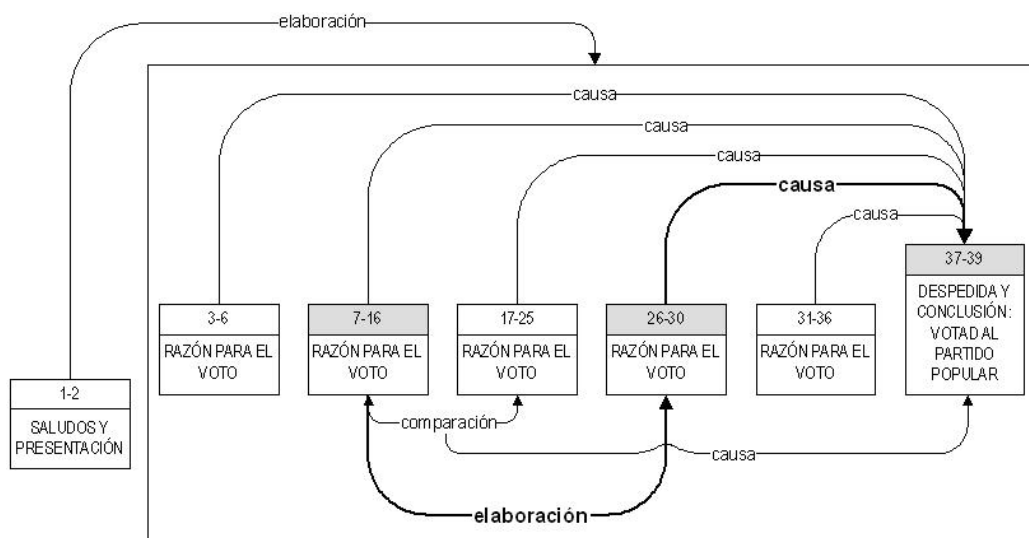 elaboración
causa
causa
causa
causa
causa
37-39
DESPEDIDA Y
CONCLUSIÓN:
VOTAD AL
PARTIDO
POPULAR
3-6
RAZÓN PARA EL
VOTO
7-16
RAZÓN PARA EL
VOTO
17-25
RAZÓN PARA EL
VOTO
26-30
RAZÓN PARA EL
VOTO
31-36
RAZÓN PARA EL
VOTO
1-2
SALUDOS Y
PRESENTACIÓN
comparación
causa
elaboración